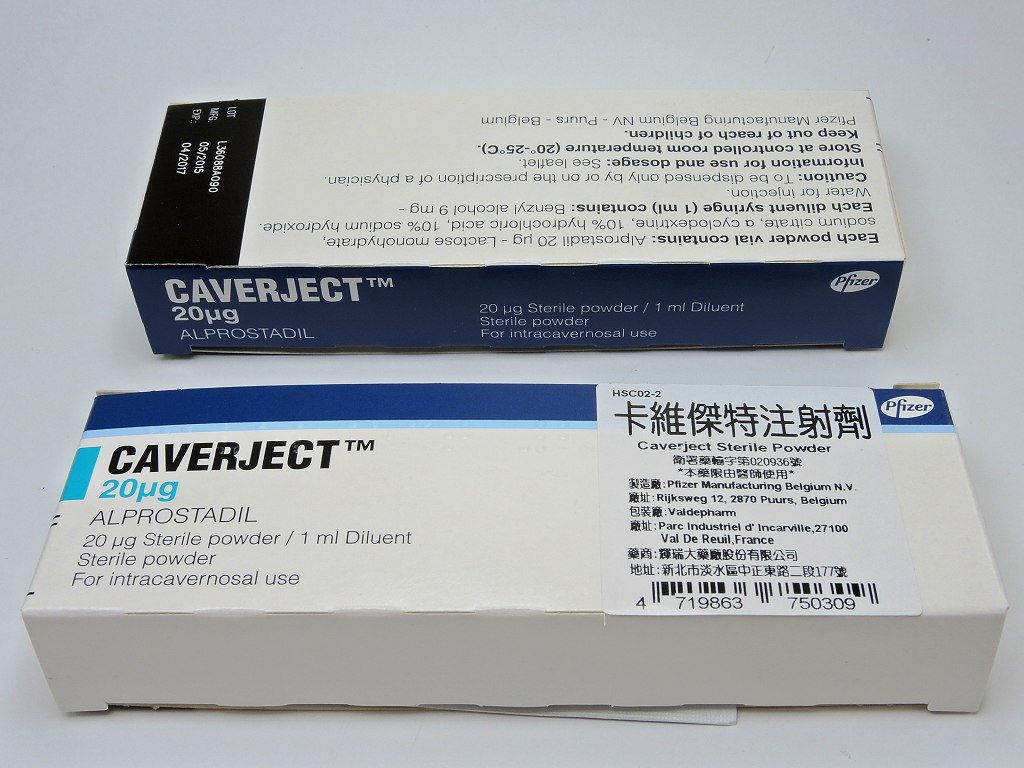 LOT L36088A090
MFG. 05/2015
EXP.: 04/2017
Each powder vial contains: Alprostadil 20 µg - Lactose monohydrate,
sodium citrate, α cyclodextrine, 10% hydrochloric acid, 10% sodium hydroxide.
Each diluent syringe (1 ml) contains: Benzyl alcohol 9 mg -
Water for injection.
Caution: To be dispensed only by or on the prescription of a physician.
Information for use and dosage: See leaflet.
Store at controlled room temperature (20°-25°C).
Keep out of reach of children.
Pfizer Manufacturing Belgium NV - Puurs - Belgium
CAVERJECT™
20µg
ALPROSTADIL
20 µg Sterile powder / 1 ml Diluent
Sterile powder
For intracavernosal use
Pfizer
CAVERJECT™
20µg
ALPROSTADIL
20 µg Sterile powder / 1 ml Diluent
Sterile powder
For intracavernosal use
HSC02-2
卡維傑特注射劑
Caverject Sterile Powder
衛署藥輸字第020936號
*本藥限由醫師使用*
製造廠:Pfizer Manufacturing Belgium N.V.
廠址:Rijksweg 12, 2870 Puurs, Belgium
包裝廠:Valdepharm
廠址:Parc Industriel d' Incarville,27100
Val De Reuil,France
藥商:輝瑞大藥廠股份有限公司
地址:新北市淡水區中正東路二段177號
4 719863 750309
Pfizer